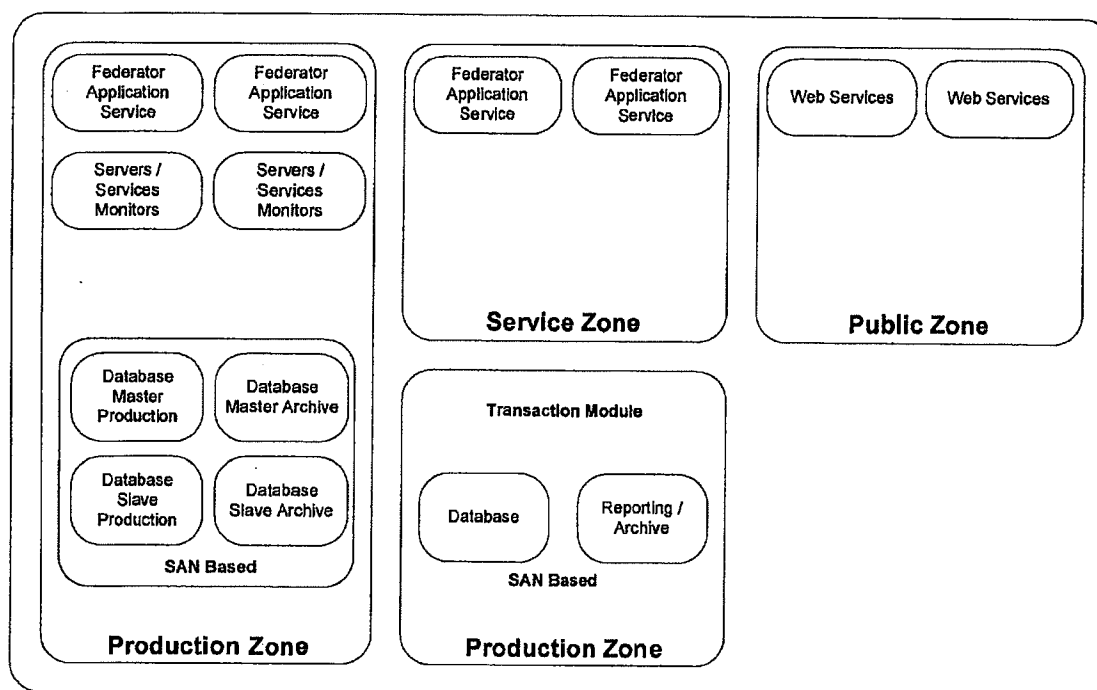 Federator
Application
Service
Federator
Application
Service
Servers /
Services
Monitors
Servers /
Services
Monitors
Database
Master
Production
Database
Master Archive
Database
Slave
Production
Database
Slave Archive
SAN Based
Production Zone
Federator
Application
Service
Federator
Application
Service
Service Zone
Transaction Module
Database
Reporting /
Archive
SAN Based
Production Zone
Web Services
Web Services
Public Zone